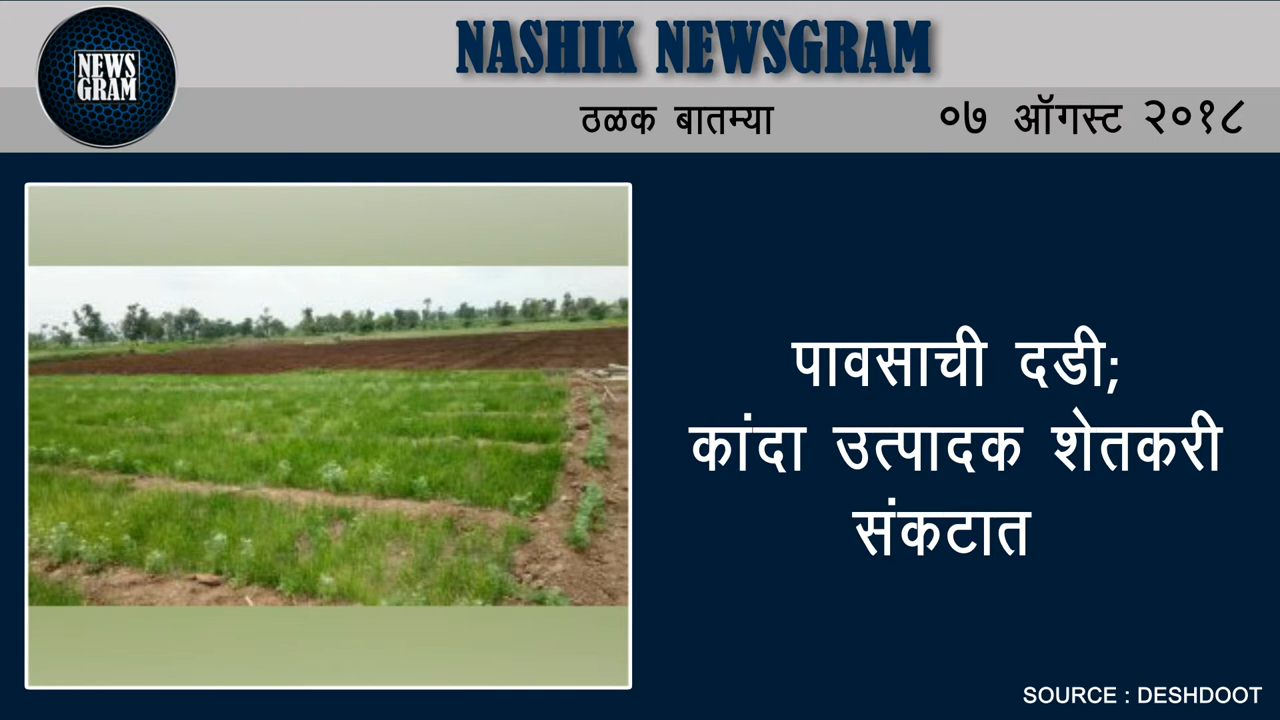 NEWS
GRAM
NASHIK NEWSGRAM
ठळक बातम्या
०७ ऑगस्ट २०१८
पावसाची दडी;
कांदा उत्पादक शेतकरी
संकटात
SOURCE : DESHDOOT